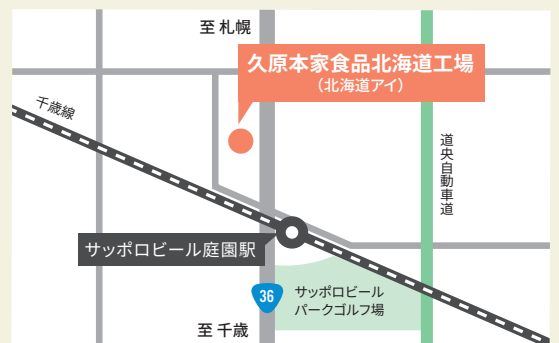 至 札幌
久原本家食品北海道工場
（北海道アイ）
千歳線
道央自動車道
サッポロビール庭園駅
36
サッポロビール
パークゴルフ場
至 千歳